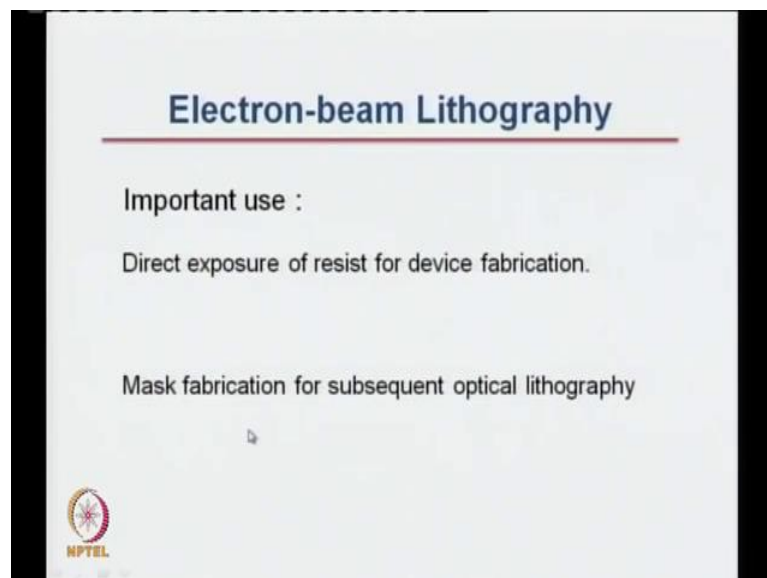 Electron-beam Lithography
Important use :
Direct exposure of resist for device fabrication.
Mask fabrication for subsequent optical lithography
NPTEL